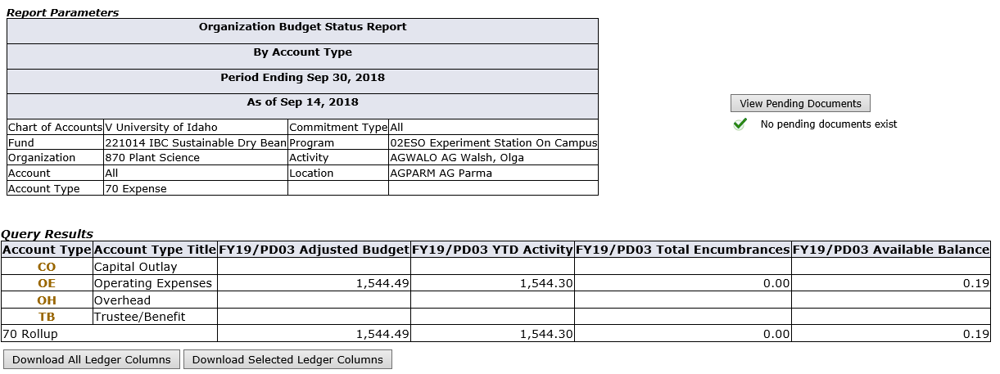 Report Parameters
Organization Budget Status Report
By Account Type
Period Ending Sep 30, 2018
As of Sep 14, 2018
Chart of Accounts V University of Idaho Commitment Type All
Fund 221014 IBC Sustainable Dry Bean Program 02ESO Experiment Station On Campus
Organization 870 Plant Science Activity AGWALO AG Walsh, Olga
Account All Location AGPARM AG Parma
Account Type 70 Expense
View Pending Documents
No pending documents exist
Query Results
Account Type Account Type Title FY19/PD03 Adjusted Budget FY19/PD03 YTD Activity FY19/PD03 Total Encumbrances FY19/PD03 Available Balance
CO Capital Outlay
OE Operating Expenses 1,544.49 1,544.30 0.00 0.19
OH Overhead
TB Trustee/Benefit
70 Rollup 1,544.49 1,544.30 0.00 0.19
Download All Ledger Columns Download Selected Ledger Columns